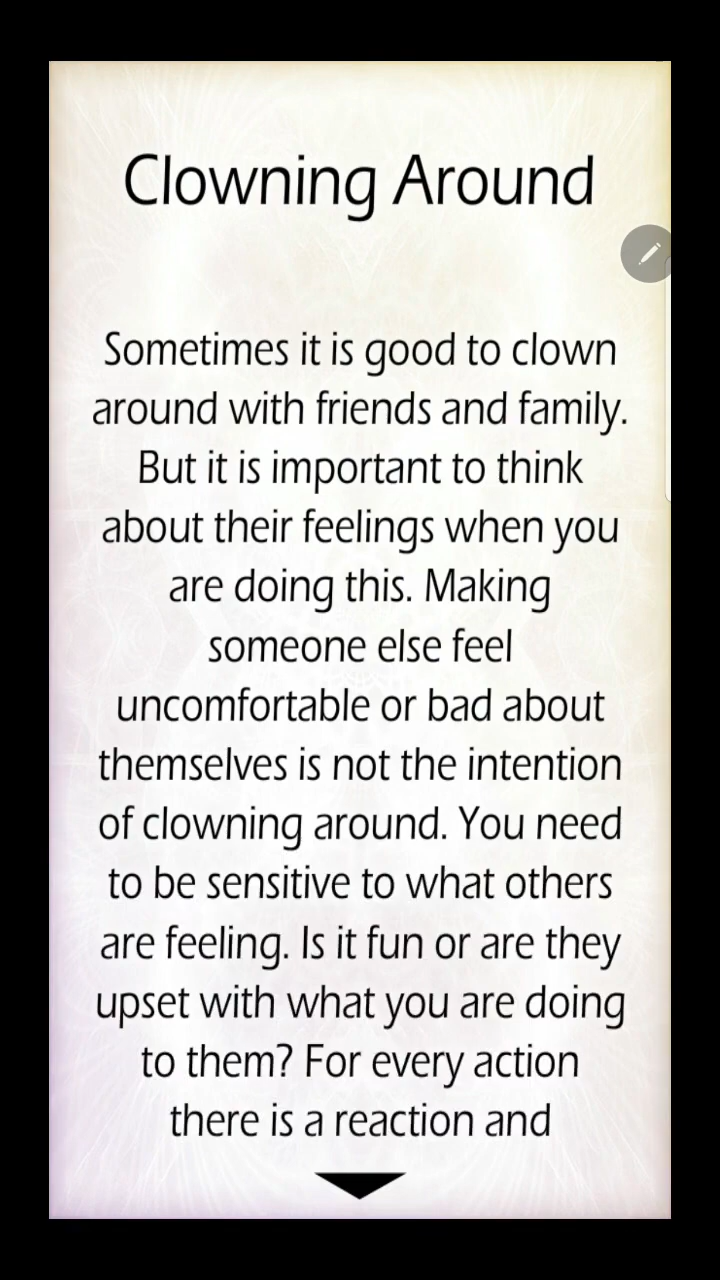 Clowning Around
Sometimes it is good to clown
around with friends and family.
But it is important to think
about their feelings when you
are doing this. Making
someone else feel
uncomfortable or bad about
themselves is not the intention
of clowning around. You need
to be sensitive to what others
are feeling. Is it fun or are they
upset with what you are doing
to them? For every action
there is a reaction and